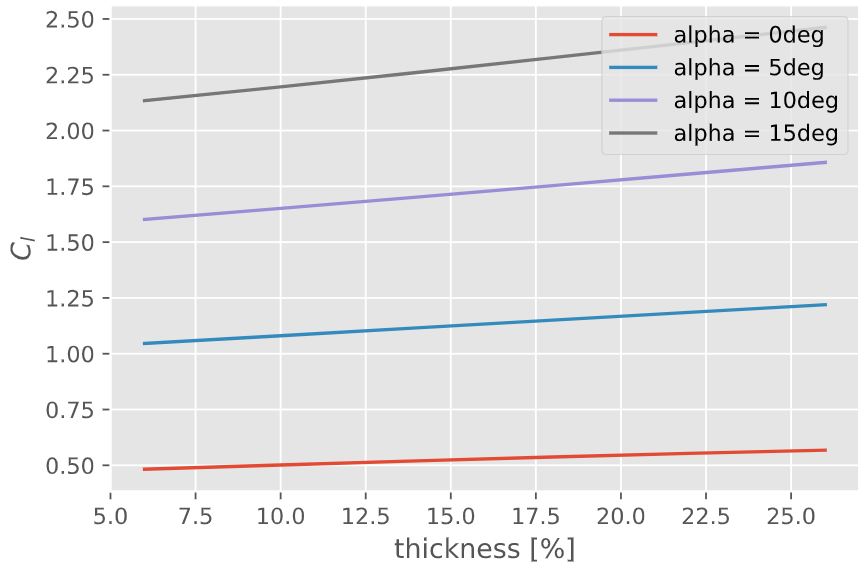 2.50
2.25
2.00
1.75
1.50
1.25
1.00
0.75
0.50
C_l
alpha = 0deg
alpha = 5deg
alpha = 10deg
alpha = 15deg
5.0 7.5 10.0 12.5 15.0 17.5 20.0 22.5 25.0
thickness [%]